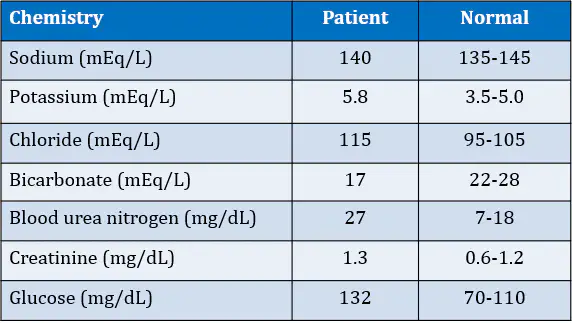 Chemistry Patient Normal
Sodium (mEq/L) 140 135-145
Potassium (mEq/L) 5.8 3.5-5.0
Chloride (mEq/L) 115 95-105
Bicarbonate (mEq/L) 17 22-28
Blood urea nitrogen (mg/dL) 27 7-18
Creatinine (mg/dL) 1.3 0.6-1.2
Glucose (mg/dL) 132 70-110